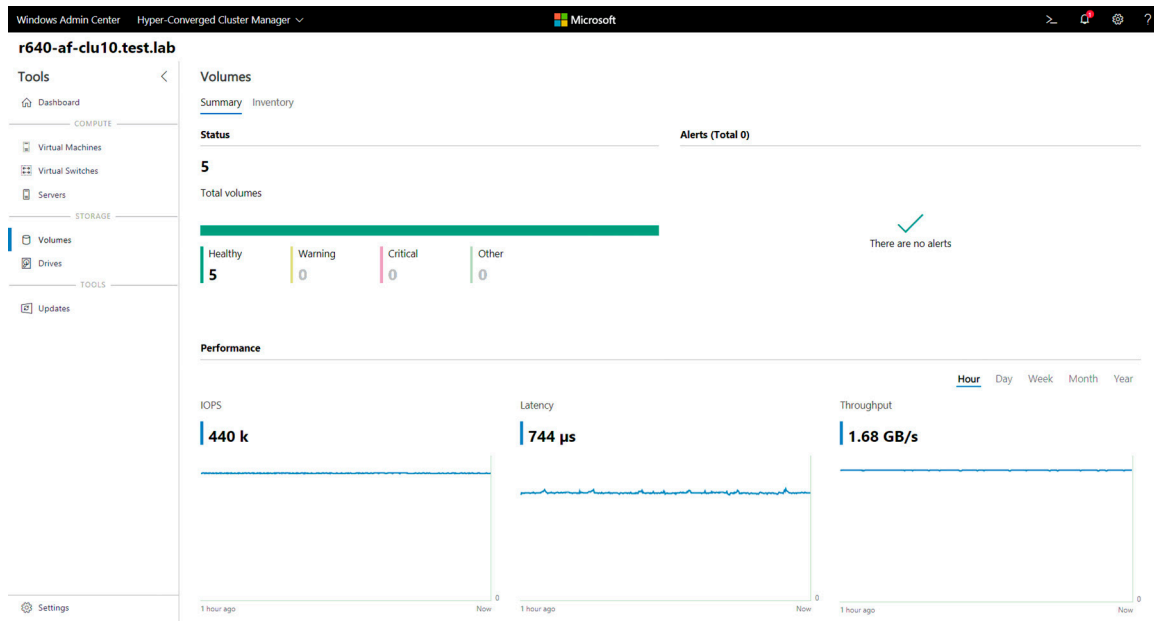 Windows Admin Center Hyper-Converged Cluster Manager Microsoft ?
r640-af-clu10.test.lab
Tools
Dashboard
COMPUTE
Virtual Machines
Virtual Switches
Servers
STORAGE
Volumes
Drives
TOOLS
Updates
Settings
Volumes
Summary Inventory
Status
5
Total volumes
Healthy Warning Critical Other
5 0 0 0
Alerts (Total 0)
There are no alerts
Performance
Hour Day Week Month Year
IOPS
440 k
0
1 hour ago Now
Latency
744 μs
0
1 hour ago Now
Throughput
1.68 GB/s
0
1 hour ago Now